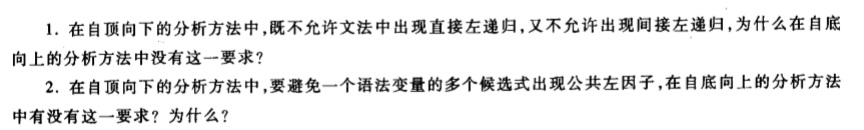 1. 在自顶向下的分析方法中,既不允许文法中出现直接左递归,又不允许出现间接左递归,为什么在自底
向上的分析方法中没有这一要求?
2. 在自顶向下的分析方法中,要避免一个语法变量的多个候选式出现公共左因子,在自底向上的分析方法
中有没有这一要求? 为什么?